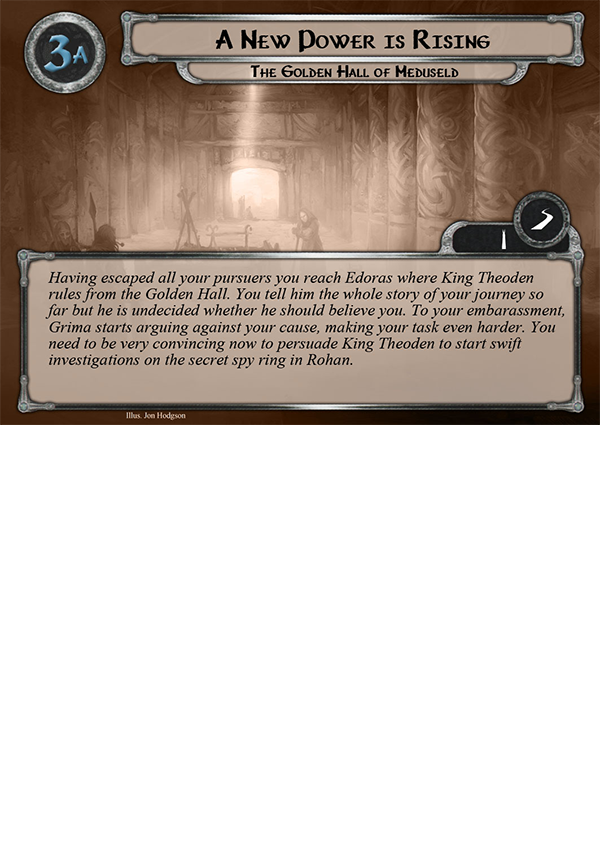 3A
A New Power is Rising
The Golden Hall of Meduseld
Having escaped all your pursuers you reach Edoras where King Theoden
rules from the Golden Hall. You tell him the whole story of your journey so
far but he is undecided whether he should believe you. To your embarassment,
Grima starts arguing against your cause, making your task even harder. You
need to be very convincing now to persuade King Theoden to start swift
investigations on the secret spy ring in Rohan.
Illus. Jon Hodgson